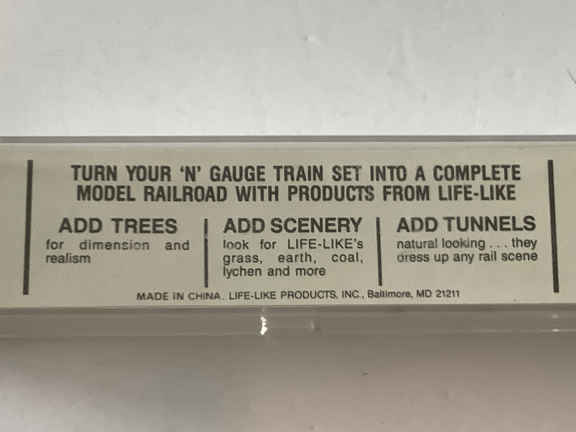 TURN YOUR 'N' GAUGE TRAIN SET INTO A COMPLETE
MODEL RAILROAD WITH PRODUCTS FROM LIFE-LIKE
ADD TREES
for dimension and
realism
ADD SCENERY
look for LIFE-LIKE's
grass, earth, coal,
lychen and more
ADD TUNNELS
natural looking . . . they
dress up any rail scene
MADE IN CHINA. LIFE-LIKE PRODUCTS, INC., Baltimore, MD 21211